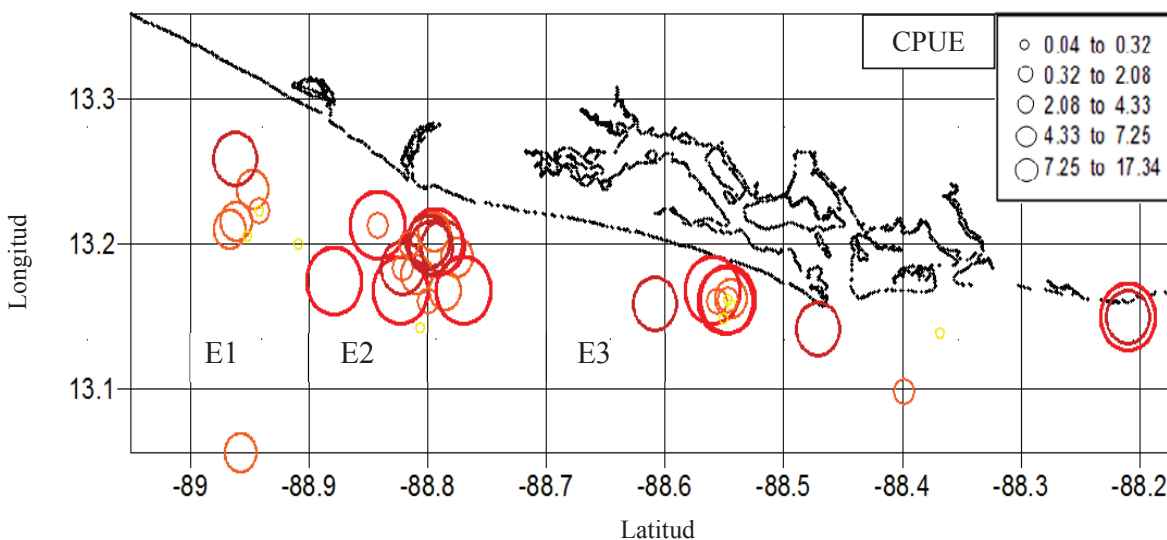 CPUE
0.04 to 0.32
0.32 to 2.08
2.08 to 4.33
4.33 to 7.25
7.25 to 17.34
Longitud
13.3
13.2
13.1
E1 E2 E3
-89 -88.9 -88.8 -88.7 -88.6 -88.5 -88.4 -88.3 -88.2
Latitud